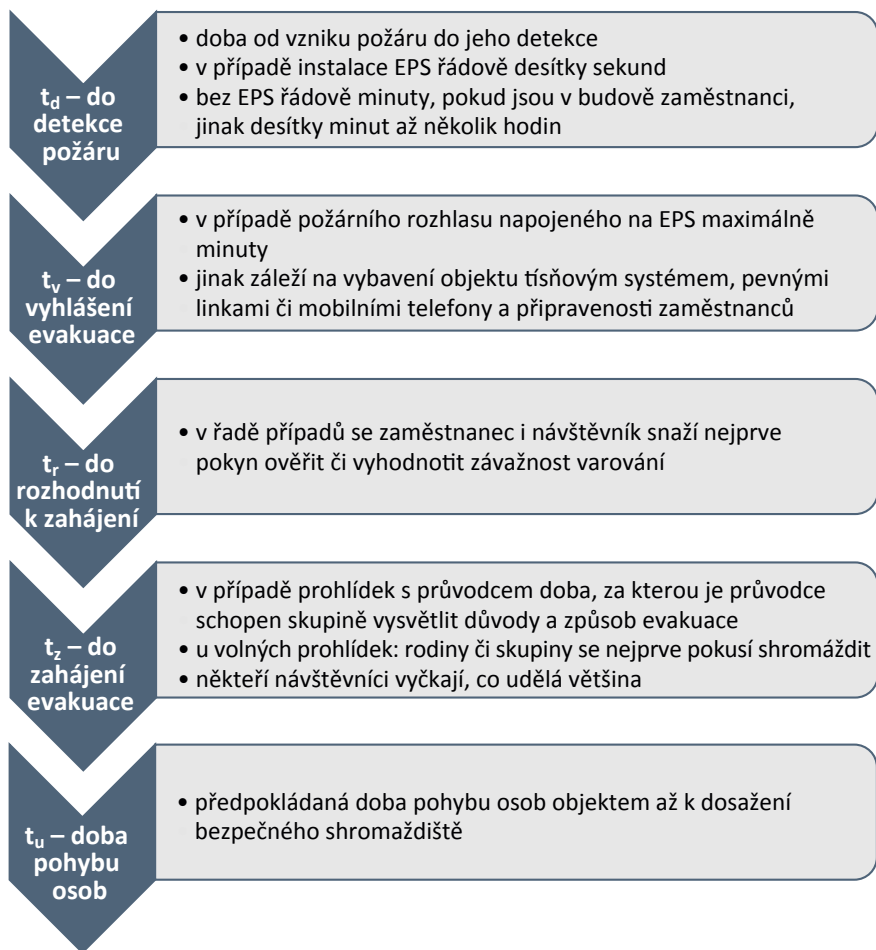 t_d – do
detekce
požáru
• doba od vzniku požáru do jeho detekce
• v případě instalace EPS řádově desítky sekund
• bez EPS řádově minuty, pokud jsou v budově zaměstnanci,
jinak desítky minut až několik hodin
t_v – do
vyhlášení
evakuace
• v případě požárního rozhlasu napojeného na EPS maximálně
minuty
• jinak záleží na vybavení objektu tísňovým systémem, pevnými
linkami či mobilními telefony a připravenosti zaměstnanců
t_r – do
rozhodnutí
k zahájení
• v řadě případů se zaměstnanec i návštěvník snaží nejprve
pokyn ověřit či vyhodnotit závažnost varování
t_z – do
zahájení
evakuace
• v případě prohlídek s průvodcem doba, za kterou je průvodce
schopen skupině vysvětlit důvody a způsob evakuace
• u volných prohlídek: rodiny či skupiny se nejprve pokusí shromáždit
• někteří návštěvníci vyčkají, co udělá většina
t_u – doba
pohybu
osob
• předpokládaná doba pohybu osob objektem až k dosažení
bezpečného shromaždiště